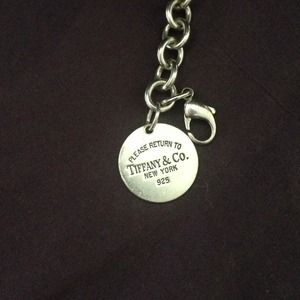 PLEASE RETURN TO
TIFFANY & CO.
NEW YORK
925